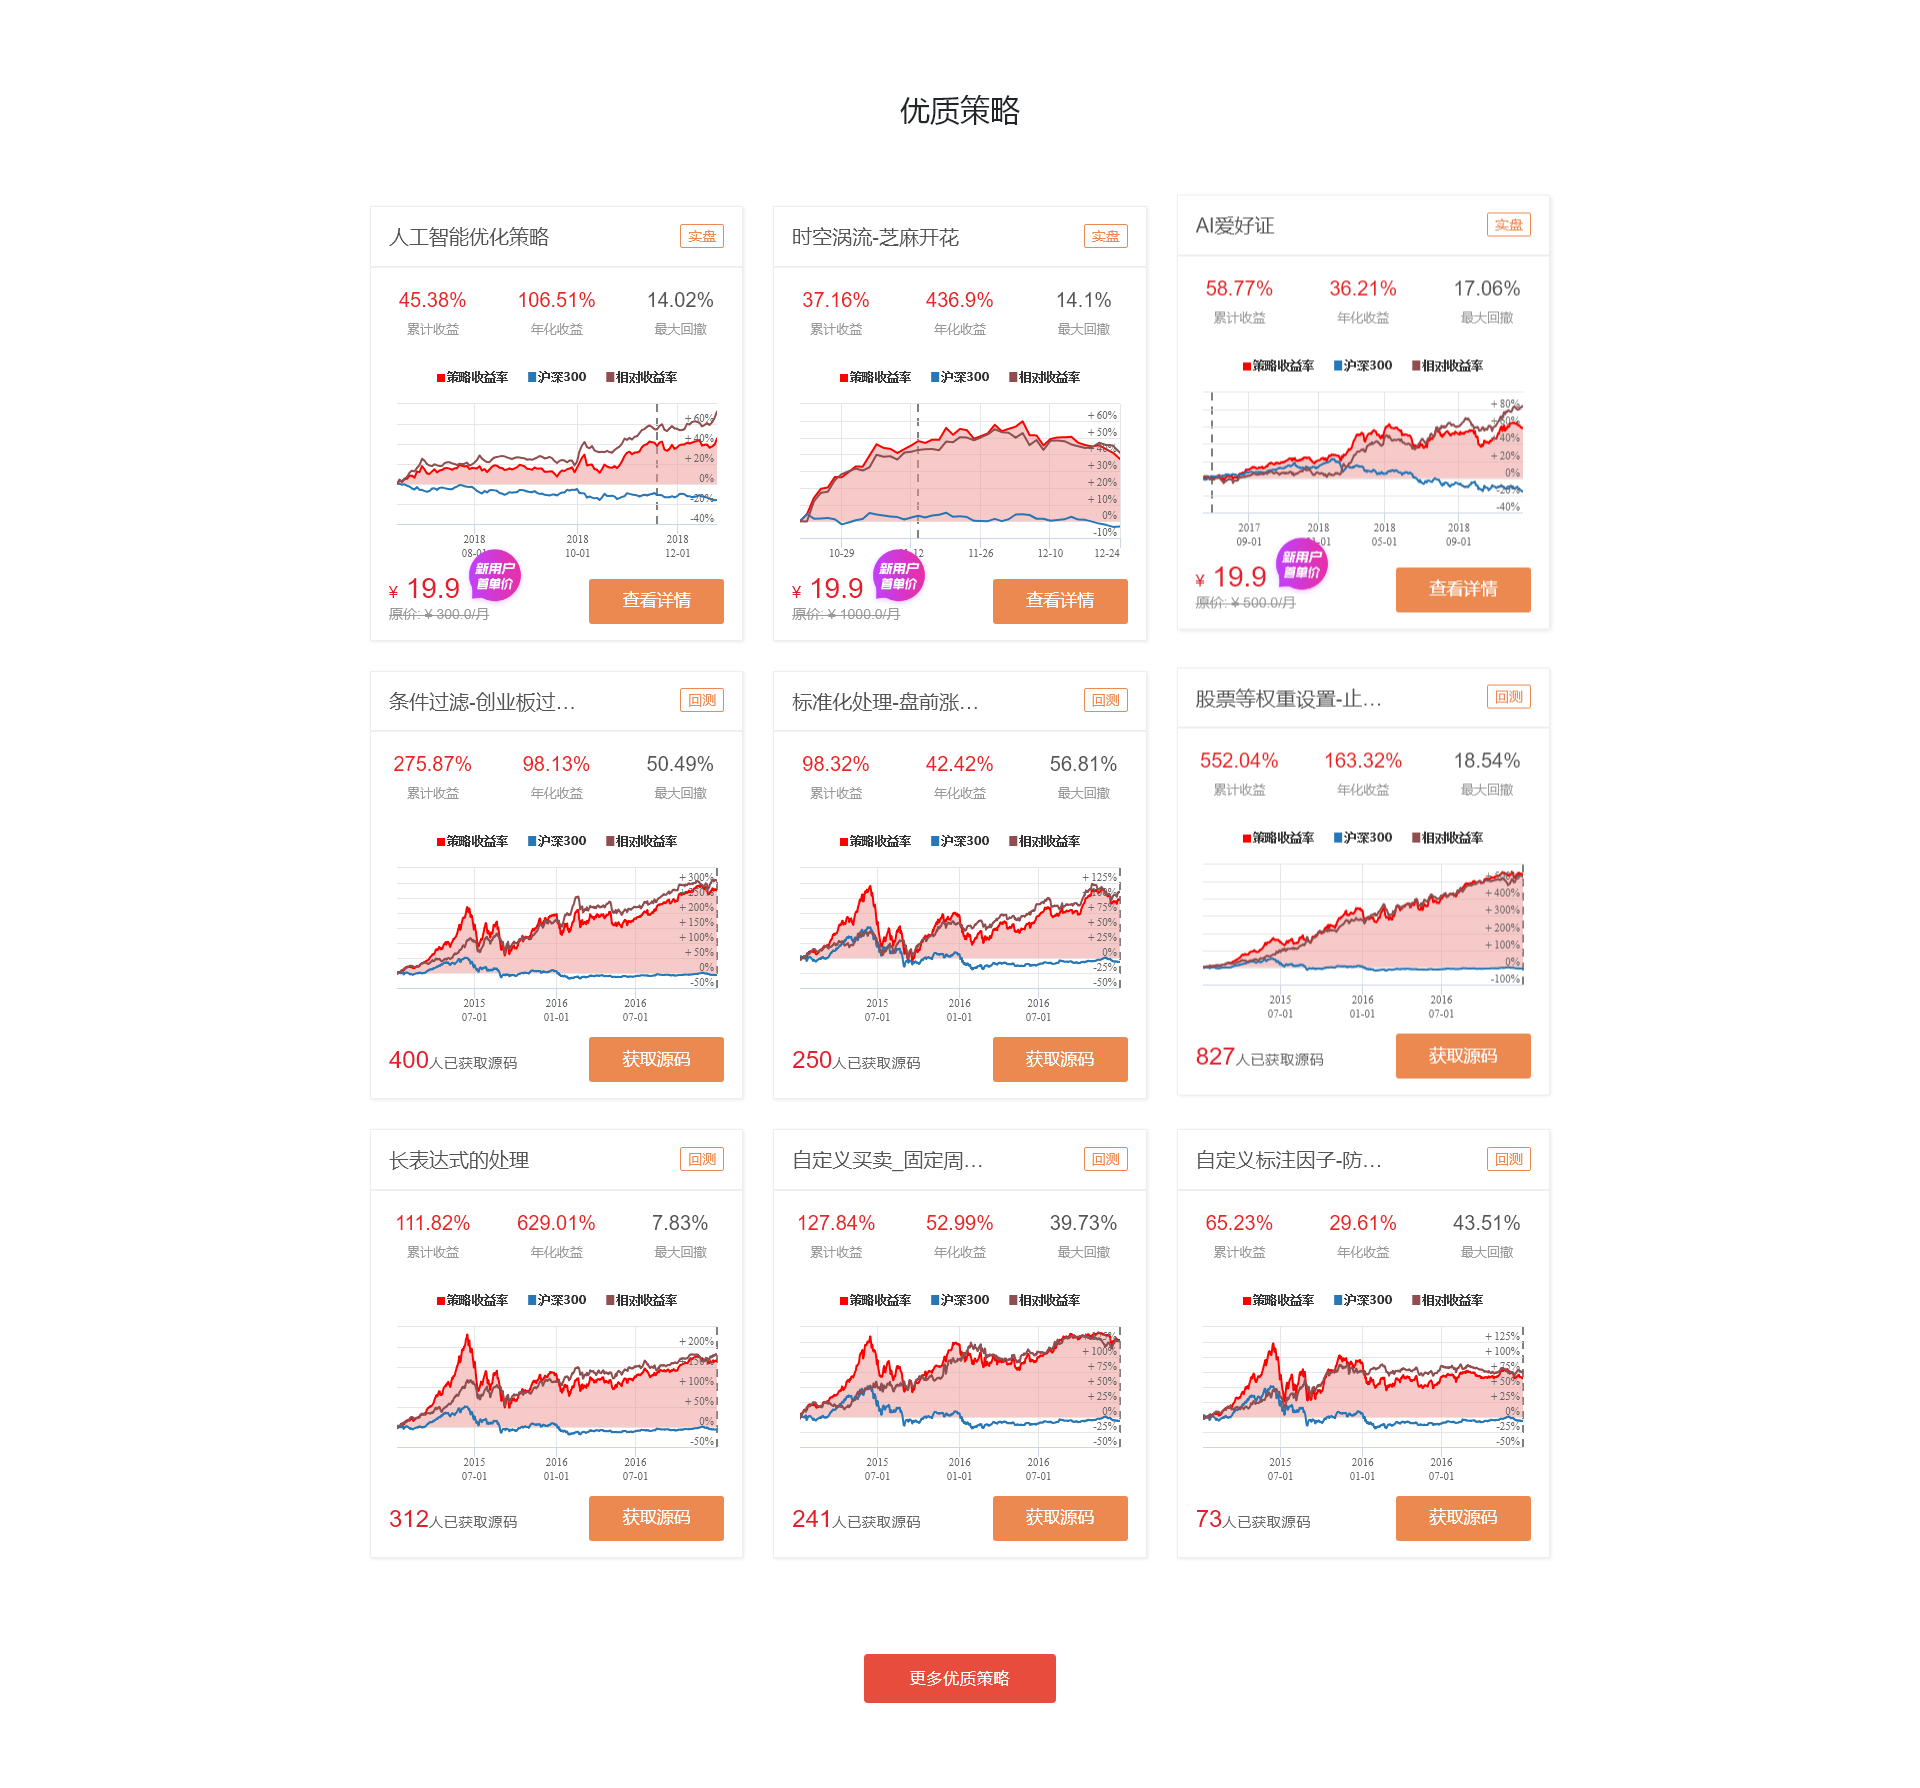 优质策略
人工智能优化策略 实盘
45.38% 106.51% 14.02%
累计收益 年化收益 最大回撤
策略收益率 沪深300 相对收益率
+60%
+40%
+20%
0%
-20%
-40%
2018 2018 2018
08-01 10-01 12-01
新用户
首单价
¥ 19.9
原价: ¥ 300.0/月
查看详情
时空涡流-芝麻开花 实盘
37.16% 436.9% 14.1%
累计收益 年化收益 最大回撤
策略收益率 沪深300 相对收益率
+60%
+50%
+40%
+30%
+20%
+10%
0%
-10%
10-29 11-12 11-26 12-10 12-24
新用户
首单价
¥ 19.9
原价: ¥ 1000.0/月
查看详情
AI爱好证 实盘
58.77% 36.21% 17.06%
累计收益 年化收益 最大回撤
策略收益率 沪深300 相对收益率
+80%
+60%
+40%
+20%
0%
-20%
-40%
2017 2018 2018 2018
09-01 01-01 05-01 09-01
新用户
首单价
¥ 19.9
原价: ¥ 500.0/月
查看详情
条件过滤-创业板过... 回测
275.87% 98.13% 50.49%
累计收益 年化收益 最大回撤
策略收益率 沪深300 相对收益率
+300%
+250%
+200%
+150%
+100%
+50%
0%
-50%
2015 2016 2016
07-01 01-01 07-01
400人已获取源码
获取源码
标准化处理-盘前涨... 回测
98.32% 42.42% 56.81%
累计收益 年化收益 最大回撤
策略收益率 沪深300 相对收益率
+125%
+100%
+75%
+50%
+25%
0%
-25%
-50%
2015 2016 2016
07-01 01-01 07-01
250人已获取源码
获取源码
股票等权重设置-止... 回测
552.04% 163.32% 18.54%
累计收益 年化收益 最大回撤
策略收益率 沪深300 相对收益率
+400%
+300%
+200%
+100%
0%
-100%
2015 2016 2016
07-01 01-01 07-01
827人已获取源码
获取源码
长表达式的处理 回测
111.82% 629.01% 7.83%
累计收益 年化收益 最大回撤
策略收益率 沪深300 相对收益率
+200%
+150%
+100%
+50%
0%
-50%
2015 2016 2016
07-01 01-01 07-01
312人已获取源码
获取源码
自定义买卖_固定周... 回测
127.84% 52.99% 39.73%
累计收益 年化收益 最大回撤
策略收益率 沪深300 相对收益率
+125%
+100%
+75%
+50%
+25%
0%
-25%
-50%
2015 2016 2016
07-01 01-01 07-01
241人已获取源码
获取源码
自定义标注因子-防... 回测
65.23% 29.61% 43.51%
累计收益 年化收益 最大回撤
策略收益率 沪深300 相对收益率
+125%
+100%
+75%
+50%
+25%
0%
-25%
-50%
2015 2016 2016
07-01 01-01 07-01
73人已获取源码
获取源码
更多优质策略